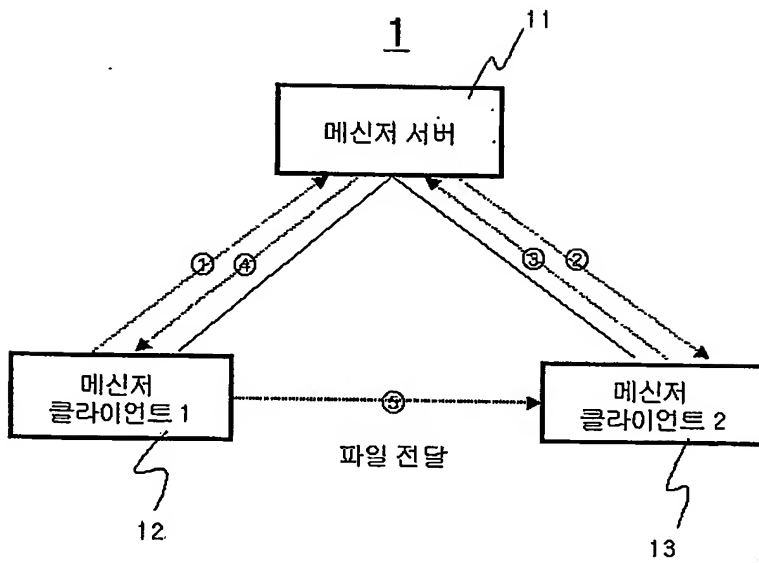 1
11
메신저 서버
① ④ ③ ②
메신저
클라이언트 1
⑤
메신저
클라이언트 2
파일 전달
12
13